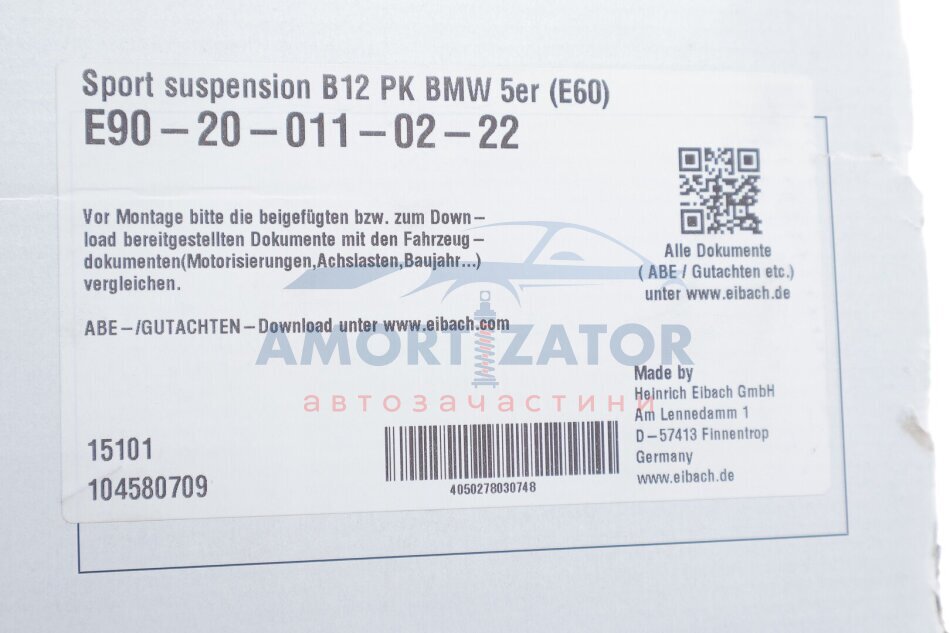 Sport suspension B12 PK BMW 5er (E60)
E90-20-011-02-22
Vor Montage bitte die beigefügten bzw. zum Down-
load bereitgestellten Dokumente mit den Fahrzeug-
dokumenten(Motorisierungen,Achslasten,Baujahr...)
vergleichen.
ABE-/GUTACHTEN-Download unter www.eibach.com
Alle Dokumente
( ABE / Gutachten etc.)
unter www.eibach.de
AMORTIZATOR
автозачастини
Made by
Heinrich Eibach GmbH
Am Lennedamm 1
D-57413 Finnentrop
Germany
www.eibach.de
15101
104580709
4050278030748